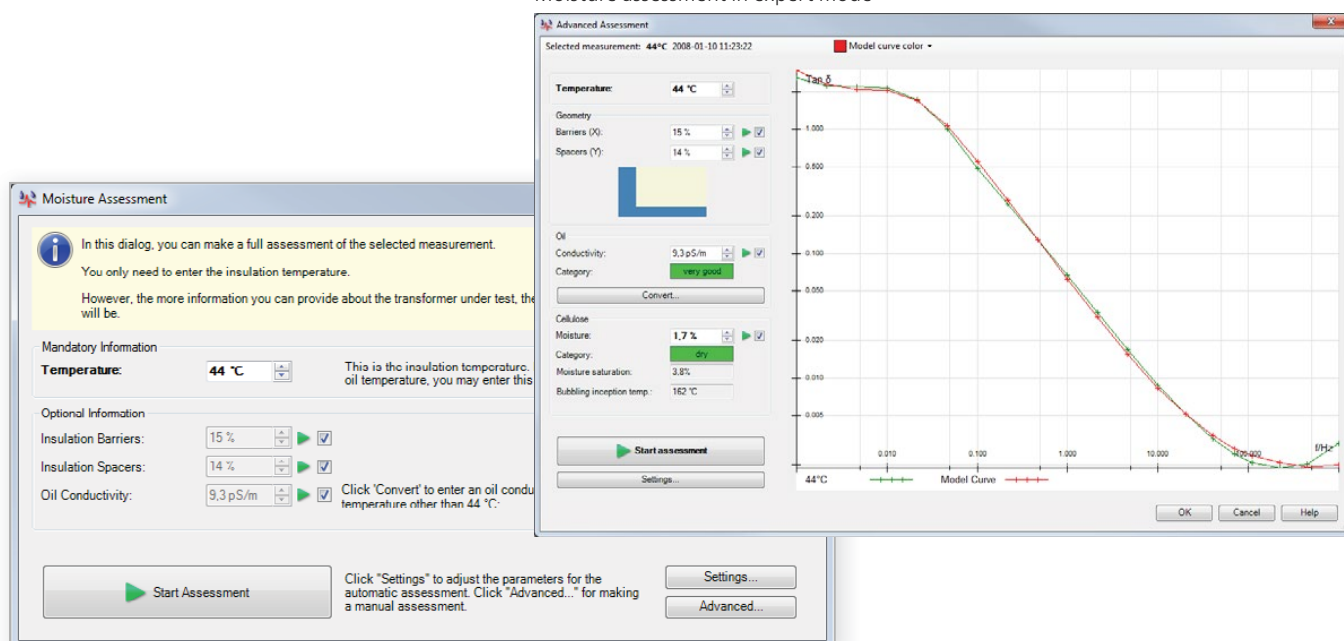 Moisture assessment in expert mode
Advanced Assessment
Selected measurement: 44°C 2008-01-10 11:23:22
Model curve color
Temperature: 44 °C
Geometry
Barriers (X): 15 %
Spacers (Y): 14 %
Oil
Conductivity: 9,3 pS/m
Category: very good
Convert...
Cellulose
Moisture: 1,7 %
Category: dry
Moisture saturation: 3,8%
Bubbling inception temp.: 162 °C
Start assessment
Settings...
Tan δ
1.000
0.500
0.200
0.100
0.050
0.020
0.010
0.005
0.010 0.100 1.000 10.000 100.000 f/Hz
44°C Model Curve
OK Cancel Help
Moisture Assessment
In this dialog, you can make a full assessment of the selected measurement.
You only need to enter the insulation temperature.
However, the more information you can provide about the transformer under test, the
will be.
Mandatory Information
Temperature: 44 °C
This is the insulation temperature.
oil temperature, you may enter this
Optional Information
Insulation Barriers: 15 %
Insulation Spacers: 14 %
Oil Conductivity: 9,3 pS/m
Click 'Convert' to enter an oil condu
temperature other than 44 °C:
Start Assessment
Click "Settings" to adjust the parameters for the
automatic assessment. Click "Advanced..." for making
a manual assessment.
Settings...
Advanced...